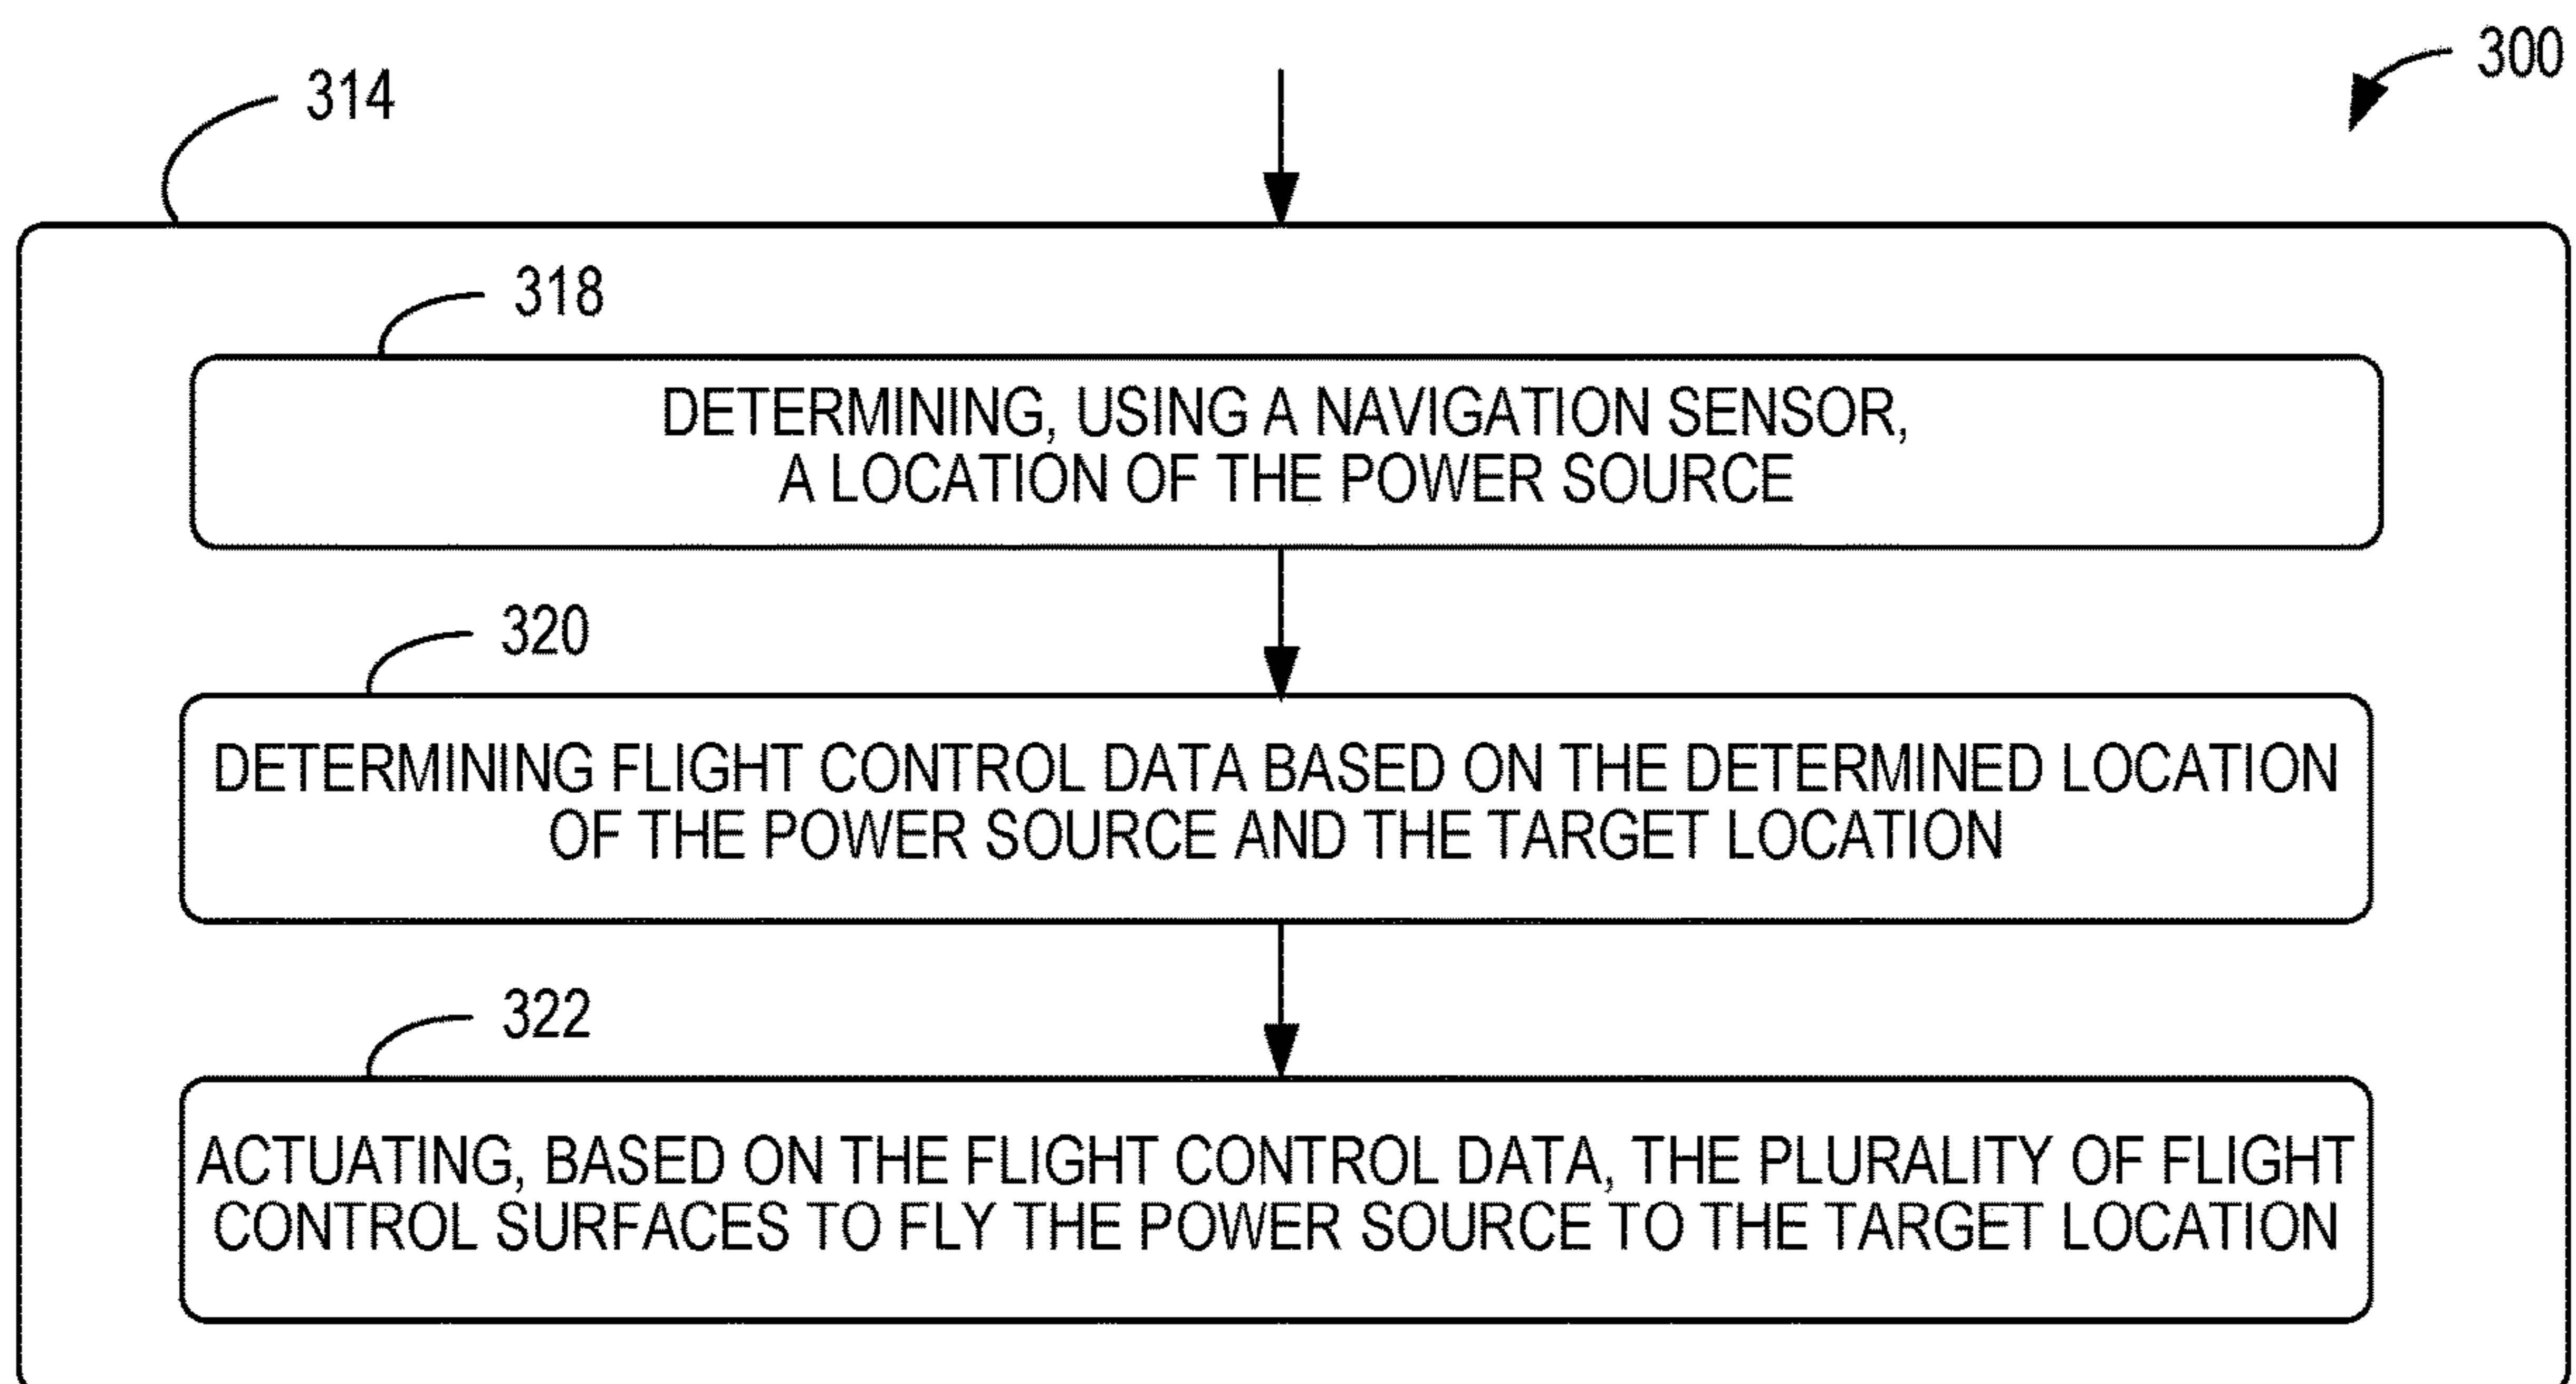 300
314
318
DETERMINING, USING A NAVIGATION SENSOR,
A LOCATION OF THE POWER SOURCE
320
DETERMINING FLIGHT CONTROL DATA BASED ON THE DETERMINED LOCATION
OF THE POWER SOURCE AND THE TARGET LOCATION
322
ACTUATING, BASED ON THE FLIGHT CONTROL DATA, THE PLURALITY OF FLIGHT
CONTROL SURFACES TO FLY THE POWER SOURCE TO THE TARGET LOCATION